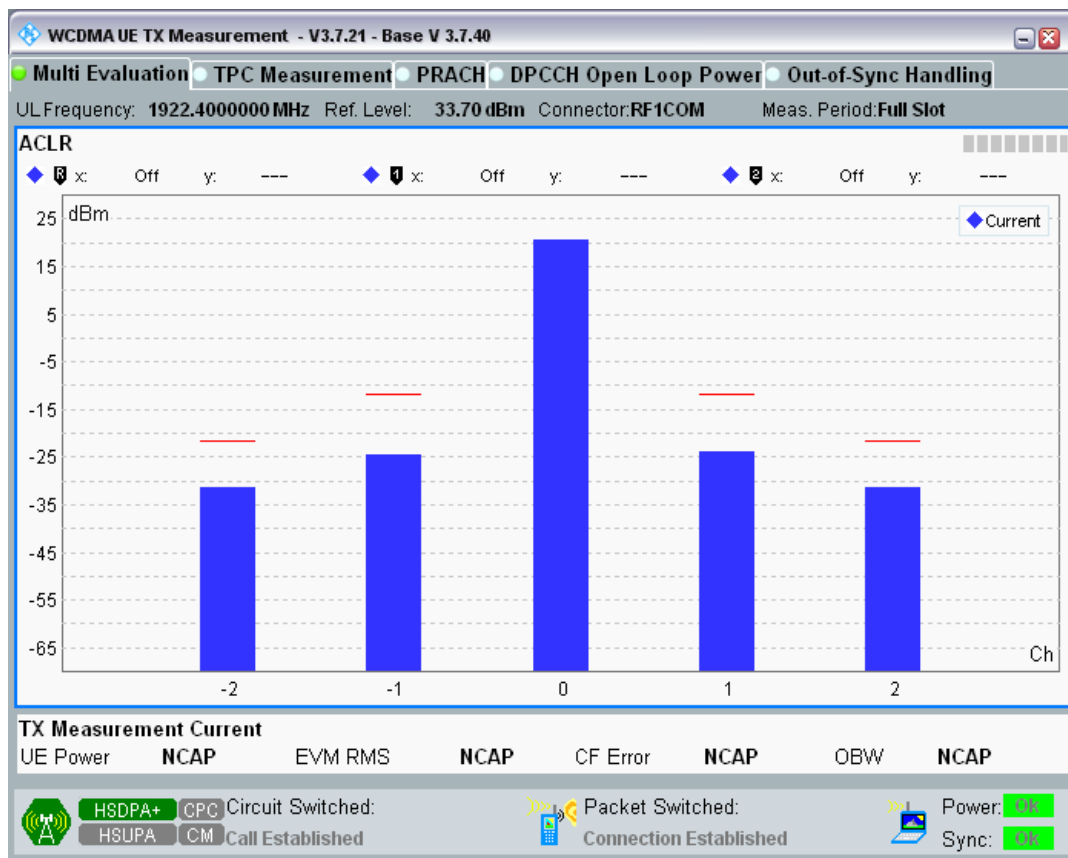 WCDMA UE TX Measurement - V3.7.21 - Base V 3.7.40
Multi Evaluation TPC Measurement PRACH DPCCH Open Loop Power Out-of-Sync Handling
UL Frequency: 1922.4000000 MHz Ref. Level: 33.70 dBm Connector:RF1COM Meas. Period:Full Slot
ACLR
R x: Off y: --- 1 x: Off y: --- 2 x: Off y: ---
dBm
Current
25
15
5
-5
-15
-25
-35
-45
-55
-65
Ch
-2 -1 0 1 2
TX Measurement Current
UE Power NCAP EVM RMS NCAP CF Error NCAP OBW NCAP
HSDPA+ CPC Circuit Switched: Packet Switched: Power: OK
HSUPA CM Call Established Connection Established Sync: OK